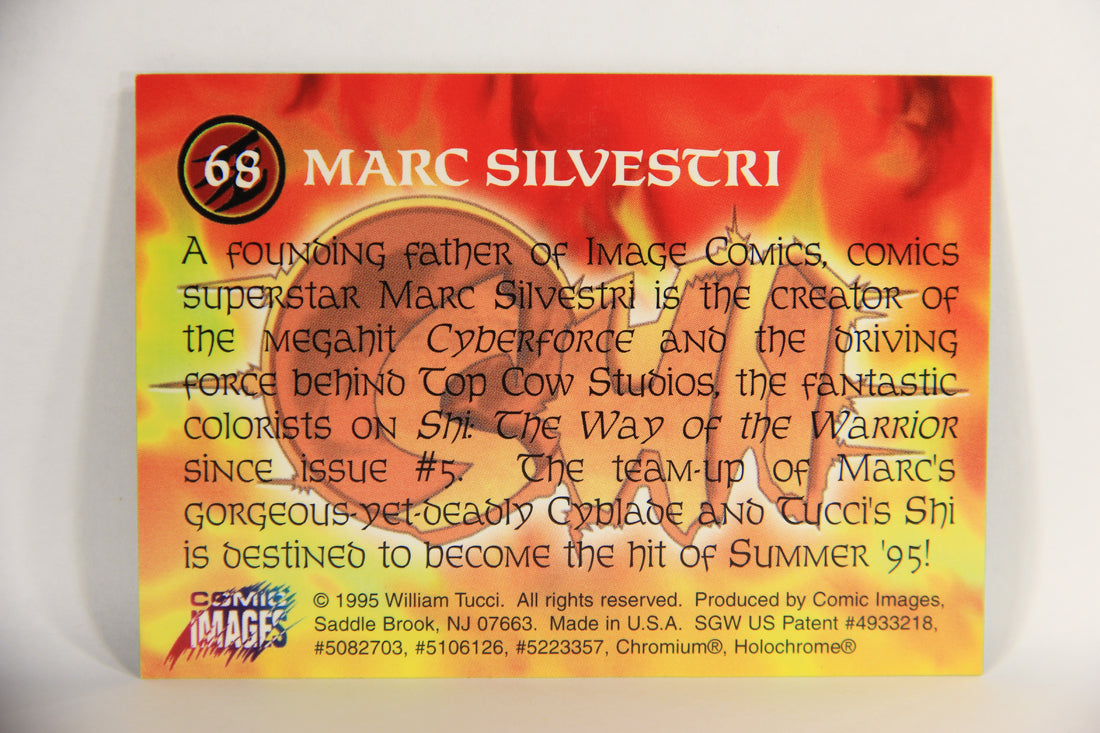 68 MARC SILVESTRI
A founding father of Image Comics, comics
superstar Marc Silvestri is the creator of
the megahit Cyberforce and the driving
force behind Top Cow Studios, the fantastic
colorists on Shi: The Way of the Warrior
since issue #5. The team-up of Marc's
gorgeous-yet-deadly Cyblade and Tucci's Shi
is destined to become the hit of Summer '95!
SHI
COMIC
IMAGES
© 1995 William Tucci. All rights reserved. Produced by Comic Images,
Saddle Brook, NJ 07663. Made in U.S.A. SGW US Patent #4933218,
#5082703, #5106126, #5223357, Chromium®, Holochrome®